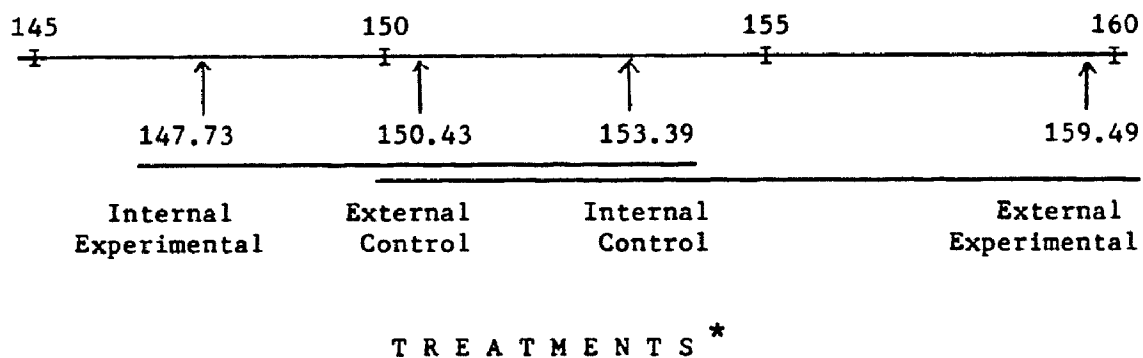 145 150 155 160
147.73 150.43 153.39 159.49
Internal External Internal External
Experimental Control Control Experimental
T R E A T M E N T S *